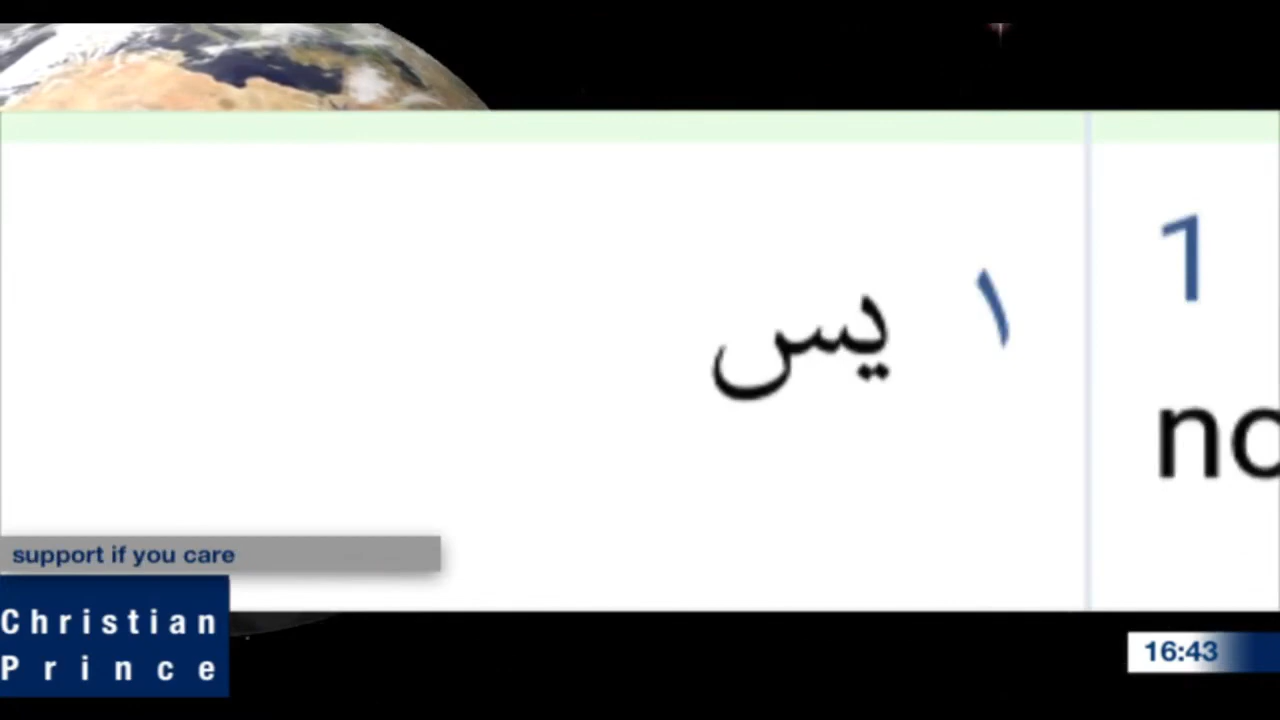 ١ يس
1
no
support if you care
Christian
Prince
16:43